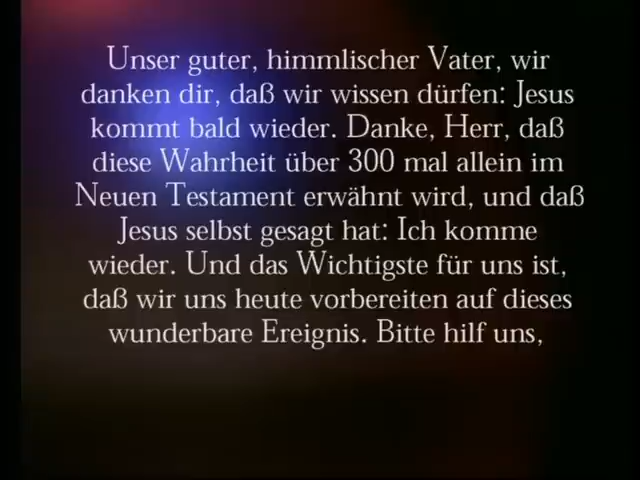 Unser guter, himmlischer Vater, wir
danken dir, daß wir wissen dürfen: Jesus
kommt bald wieder. Danke, Herr, daß
diese Wahrheit über 300 mal allein im
Neuen Testament erwähnt wird, und daß
Jesus selbst gesagt hat: Ich komme
wieder. Und das Wichtigste für uns ist,
daß wir uns heute vorbereiten auf dieses
wunderbare Ereignis. Bitte hilf uns,